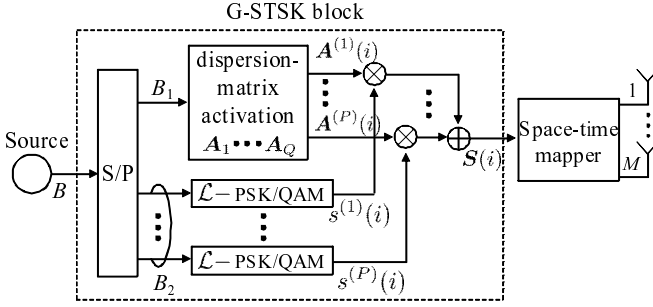 G-STSK block
Source
B
S/P
B₁
dispersion-
matrix
activation
A₁ ••• A_Q
A⁽¹⁾(i)
A⁽ᴾ⁾(i)
S(i)
Space-time
mapper
1
M
ℒ− PSK/QAM
s⁽¹⁾(i)
ℒ− PSK/QAM
s⁽ᴾ⁾(i)
B₂